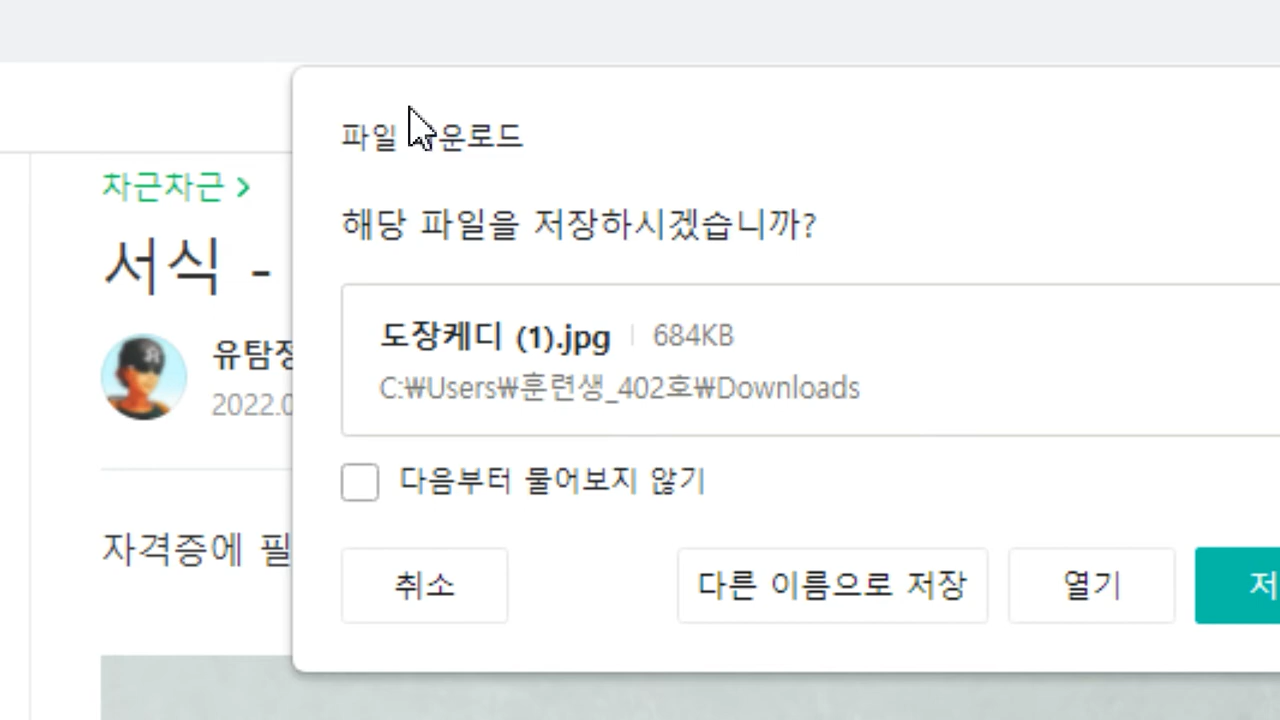 파일 다운로드
차근차근 >
해당 파일을 저장하시겠습니까?
서식 -
도장케디 (1).jpg | 684KB
유탐정
C:₩Users₩훈련생_402호₩Downloads
2022.0
다음부터 물어보지 않기
자격증에 필
취소
다른 이름으로 저장
열기
저